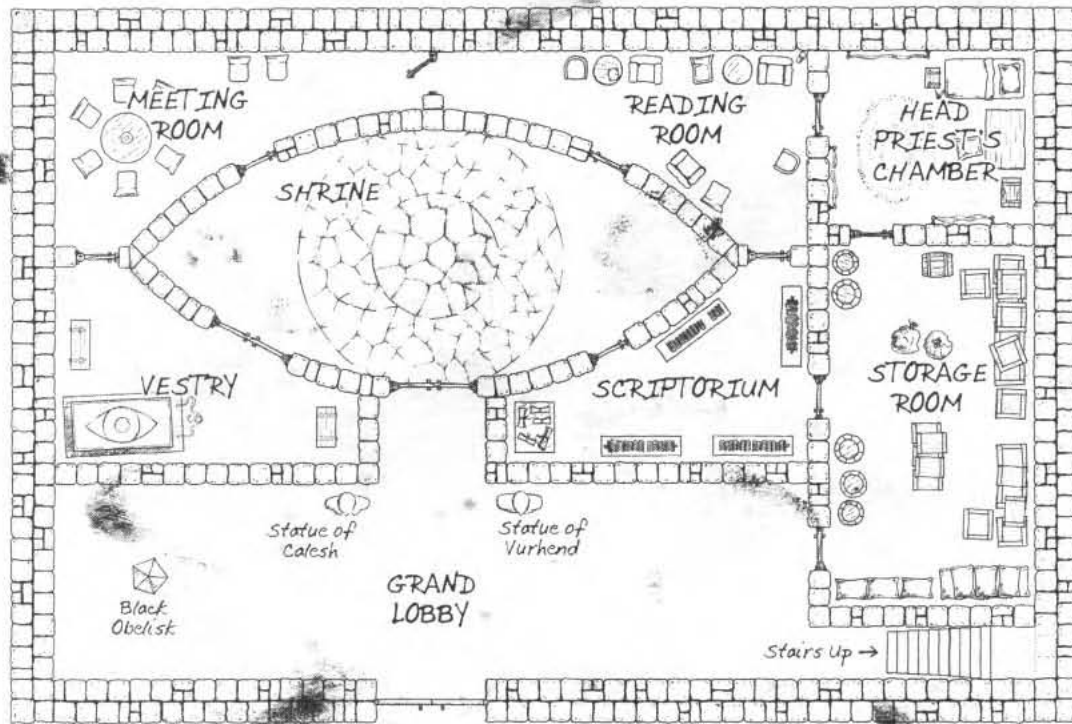 MEETING
ROOM
READING
ROOM
HEAD
PRIEST'S
CHAMBER
SHRINE
VESTRY
SCRIPTORIUM
STORAGE
ROOM
Statue of
Calesh
Statue of
Vurhend
GRAND
LOBBY
Black
Obelisk
Stairs Up →